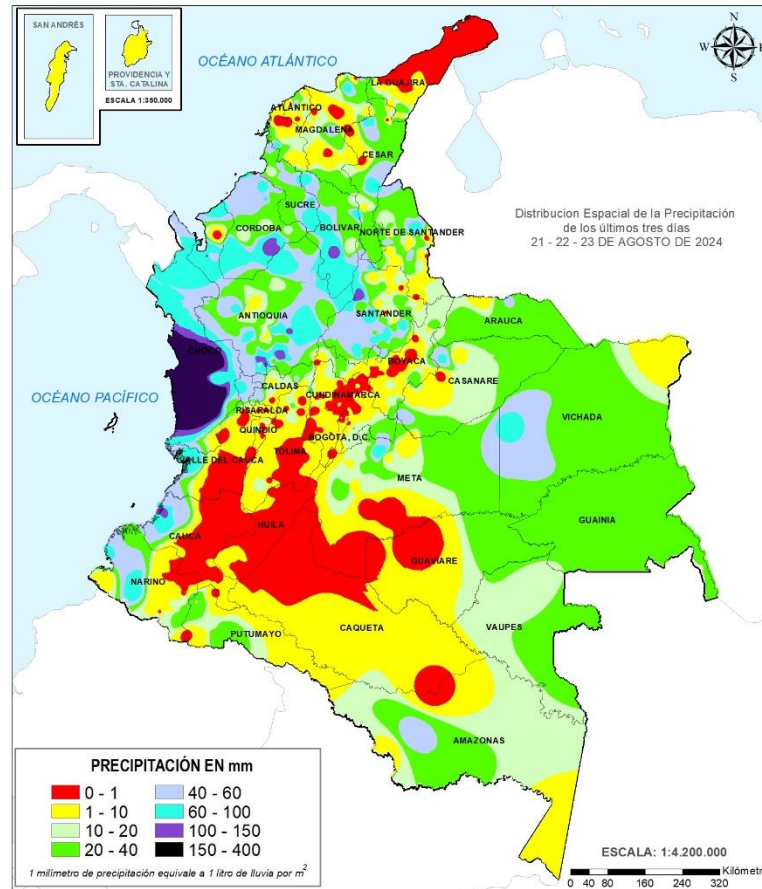 SAN ANDRÉS
PROVIDENCIA Y
STA. CATALINA
ESCALA 1:350.000
OCÉANO ATLÁNTICO
N
W
E
S
LA GUAJIRA
ATLÁNTICO
MAGDALENA
CESAR
SUCRE
CORDOBA
BOLIVAR
NORTE DE SANTANDER
Distribucion Espacial de la Precipitación
de los últimos tres días
21 - 22 - 23 DE AGOSTO DE 2024
ANTIOQUIA
SANTANDER
ARAUCA
CHOCO
BOYACA
CASANARE
OCÉANO PACÍFICO
CALDAS
CUNDINAMARCA
RISARALDA
VICHADA
QUINDIO
BOGOTA, D.C.
TOLIMA
VALLE DEL CAUCA
META
GUAINIA
HUILA
CAUCA
GUAVIARE
NARIÑO
VAUPES
PUTUMAYO
CAQUETA
AMAZONAS
PRECIPITACIÓN EN mm
0 - 1
40 - 60
1 - 10
60 - 100
10 - 20
100 - 150
20 - 40
150 - 400
1 milímetro de precipitación equivale a 1 litro de lluvia por m²
ESCALA: 1:4.200.000
Kilómetr
0 40 80 160 240 320